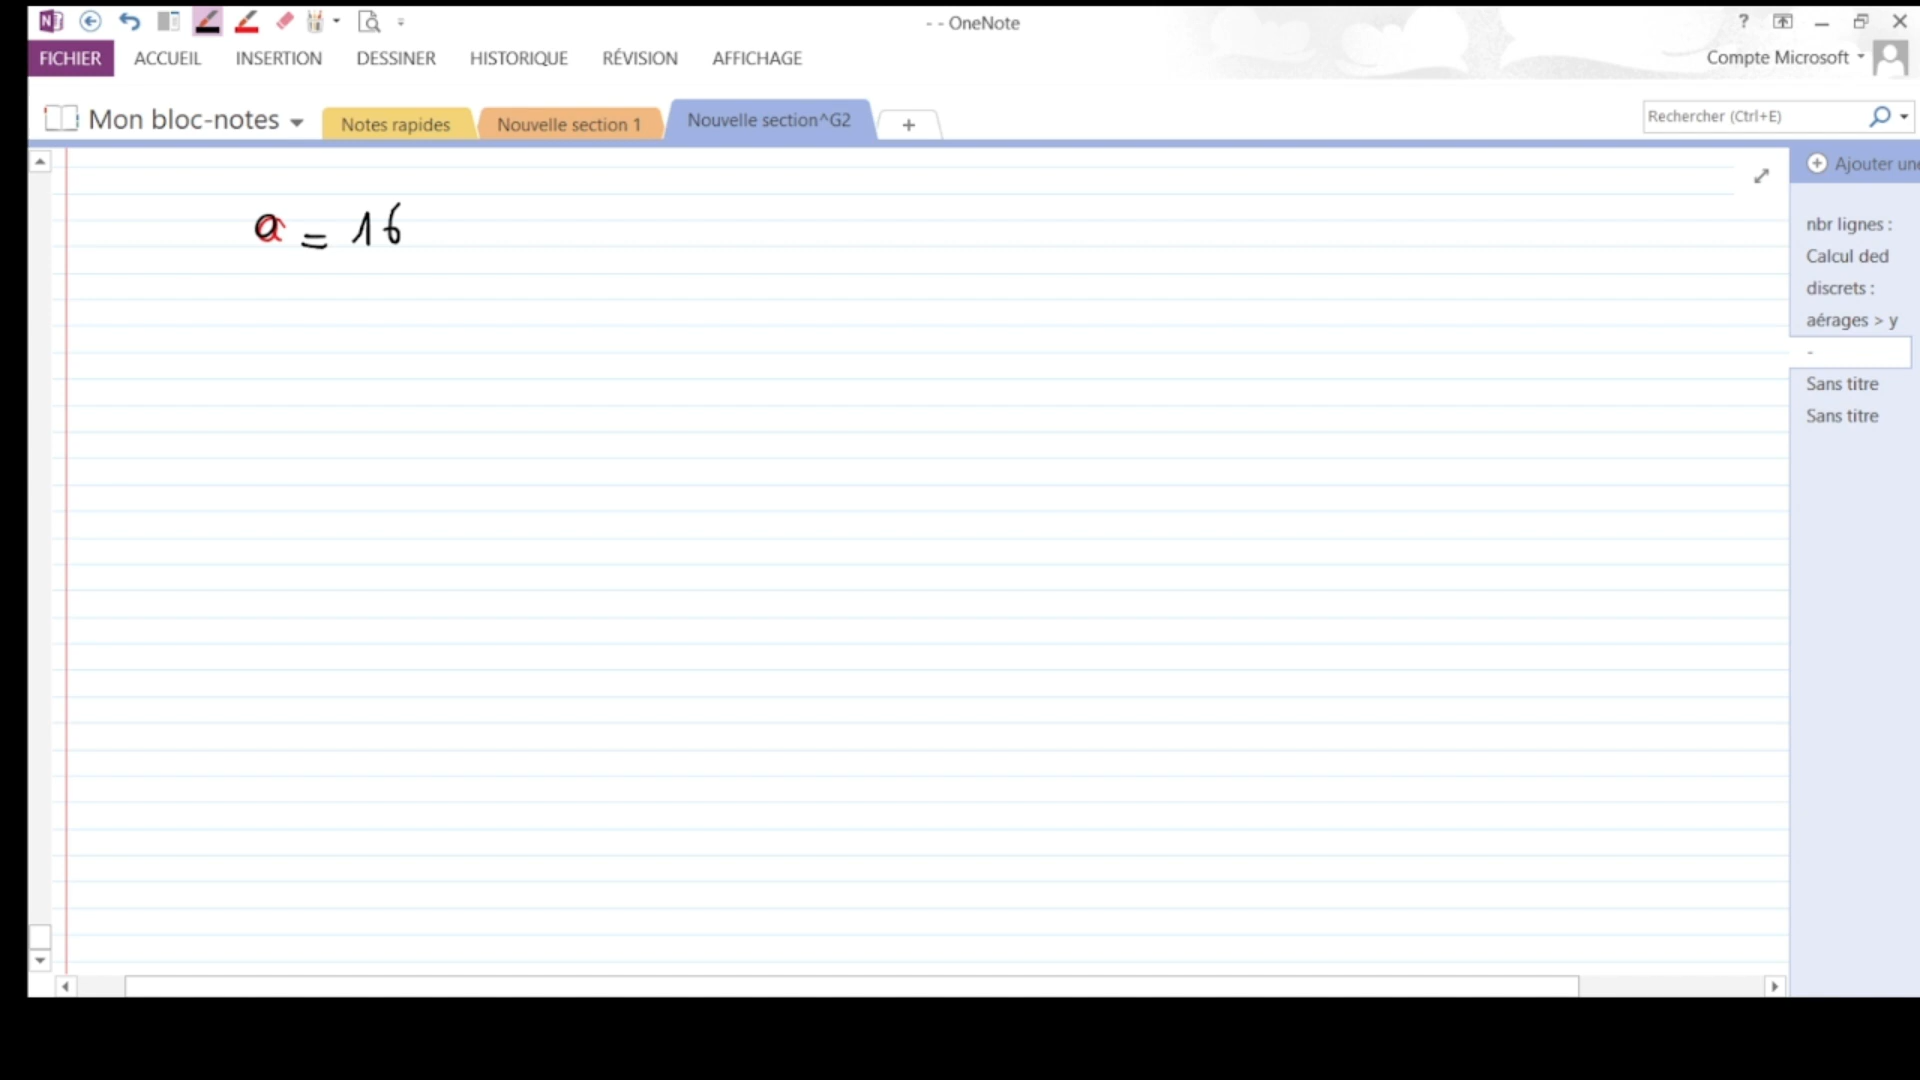 - - OneNote
?
FICHIER ACCUEIL INSERTION DESSINER HISTORIQUE RÉVISION AFFICHAGE
Compte Microsoft
Mon bloc-notes
Notes rapides
Nouvelle section 1
Nouvelle section^G2
+
Rechercher (Ctrl+E)
Ajouter une
a = 16
nbr lignes :
Calcul ded
discrets :
aérages > y
-
Sans titre
Sans titre